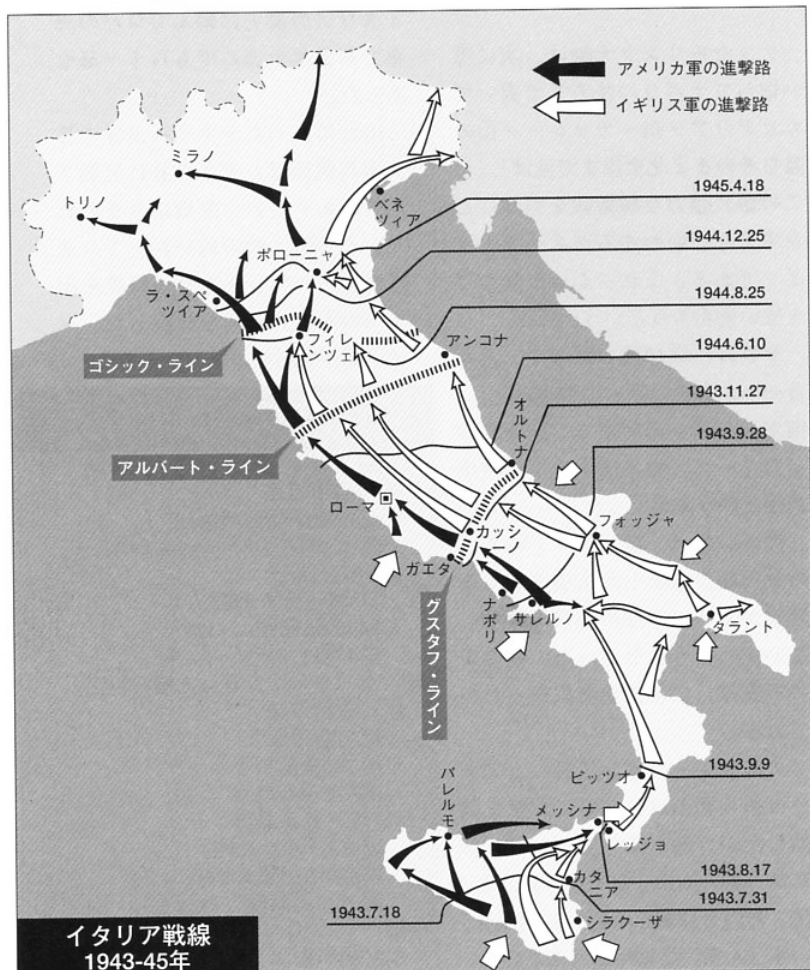 アメリカ軍の進撃路
イギリス軍の進撃路
ミラノ
トリノ
ベネ
ツィア
1945.4.18
1944.12.25
ボローニャ
ラ・スペ
ツイア
1944.8.25
フィレ
ンツェ
アンコナ
1944.6.10
ゴシック・ライン
オルトナ
1943.11.27
1943.9.28
アルバート・ライン
ローマ
フォッジャ
カッシ
ーノ
ガエタ
グスタフ・ライン
ナポリ
サレルノ
タラント
1943.9.9
ピッツオ
パレルモ
メッシナ
レッジョ
1943.8.17
カタ
ニア
1943.7.31
1943.7.18
シラクーザ
イタリア戦線
1943-45年